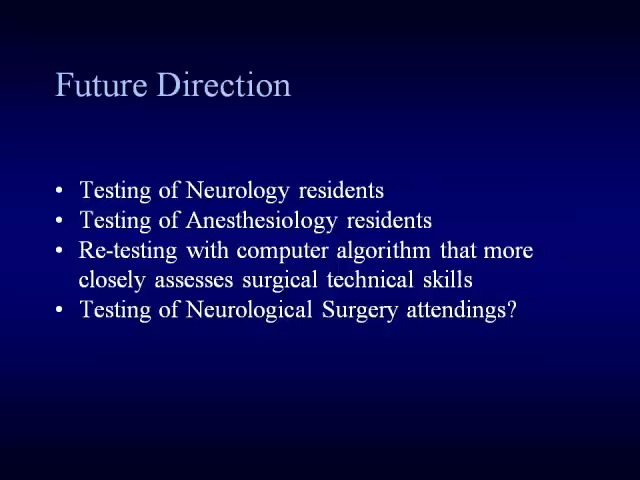 Future Direction
• Testing of Neurology residents
• Testing of Anesthesiology residents
• Re-testing with computer algorithm that more
closely assesses surgical technical skills
• Testing of Neurological Surgery attendings?